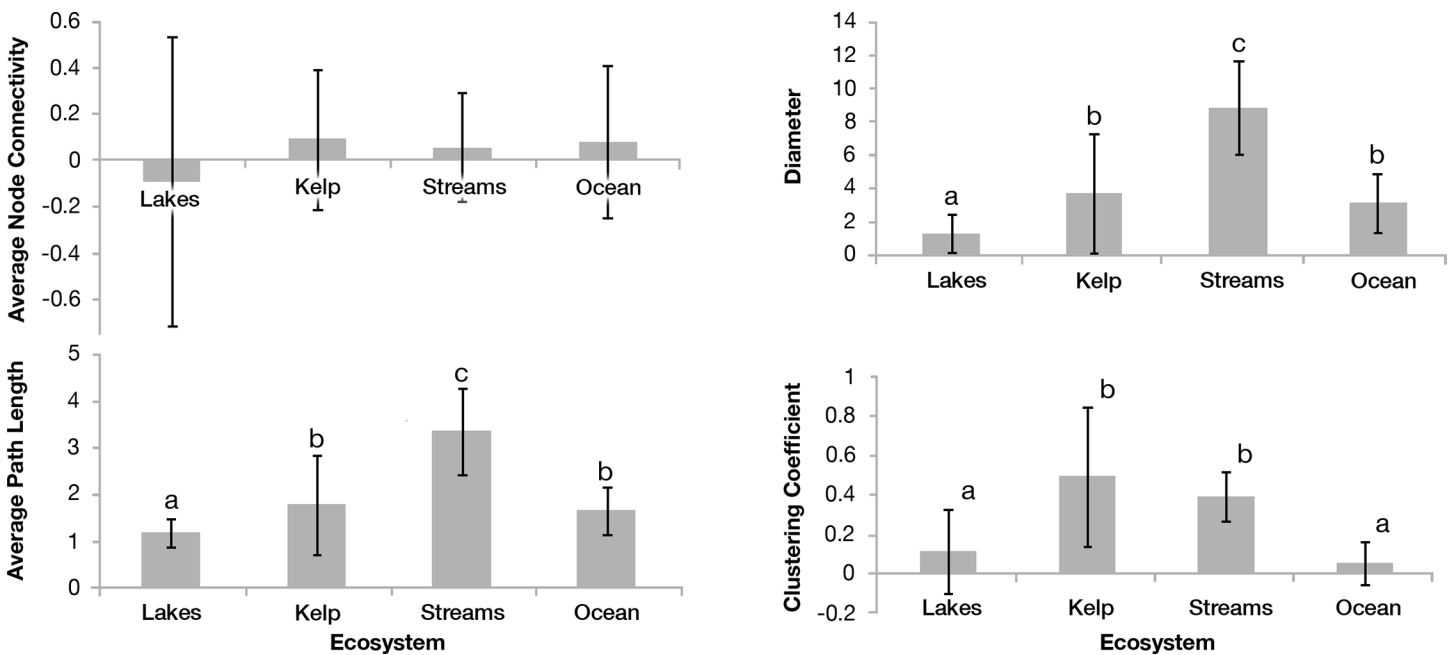 Average Node Connectivity
0.6
0.4
0.2
0
-0.2
-0.4
-0.6
Lakes
Kelp
Streams
Ocean
Diameter
14
12
10
8
6
4
2
0
a
b
c
b
Lakes
Kelp
Streams
Ocean
Average Path Length
5
4
3
2
1
0
a
b
c
b
Lakes
Kelp
Streams
Ocean
Ecosystem
Clustering Coefficient
1
0.8
0.6
0.4
0.2
0
-0.2
a
b
b
a
Lakes
Kelp
Streams
Ocean
Ecosystem